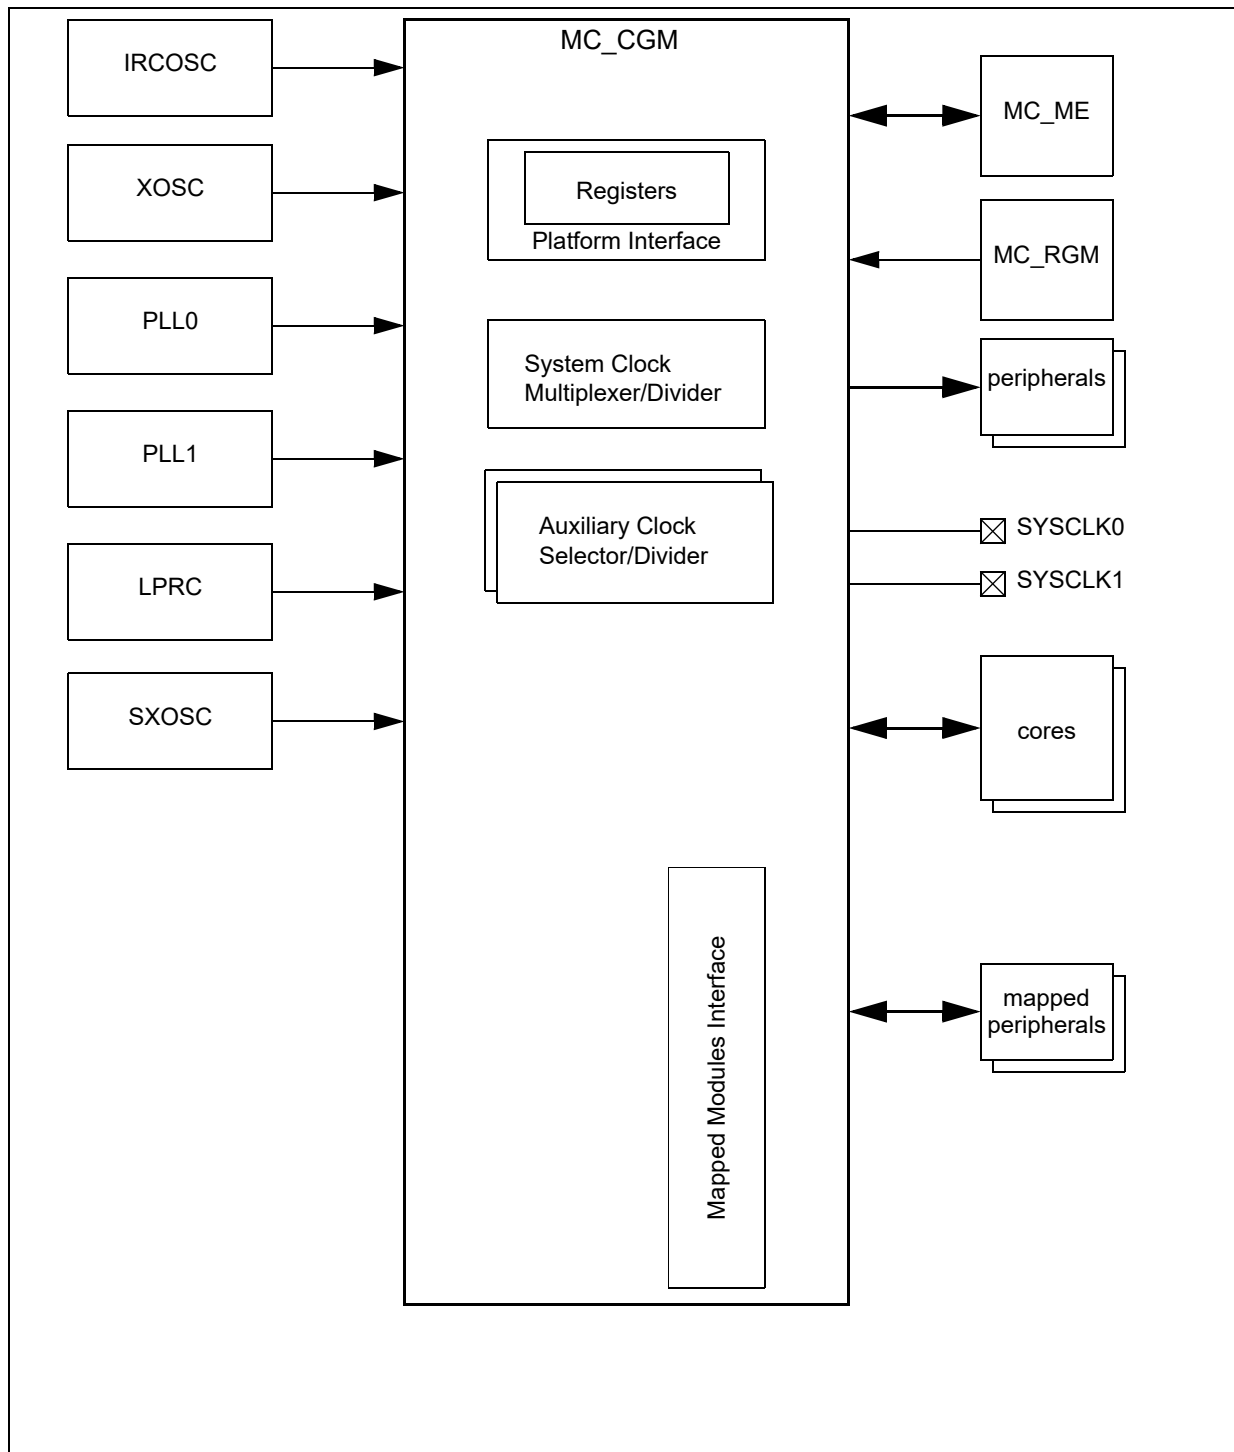 MC_CGM
IRCOSC
XOSC
PLL0
PLL1
LPRC
SXOSC
Registers
Platform Interface
System Clock
Multiplexer/Divider
Auxiliary Clock
Selector/Divider
Mapped Modules Interface
MC_ME
MC_RGM
peripherals
SYSCLK0
SYSCLK1
cores
mapped
peripherals